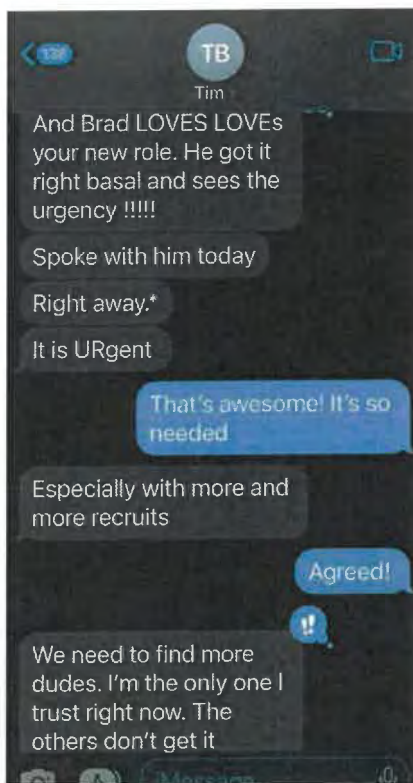 138
TB
Tim
And Brad LOVES LOVEs
your new role. He got it
right basal and sees the
urgency !!!!!
Spoke with him today
Right away.*
It is URgent
That's awesome! It's so
needed
Especially with more and
more recruits
Agreed!
!!
We need to find more
dudes. I'm the only one I
trust right now. The
others don't get it
iMessage